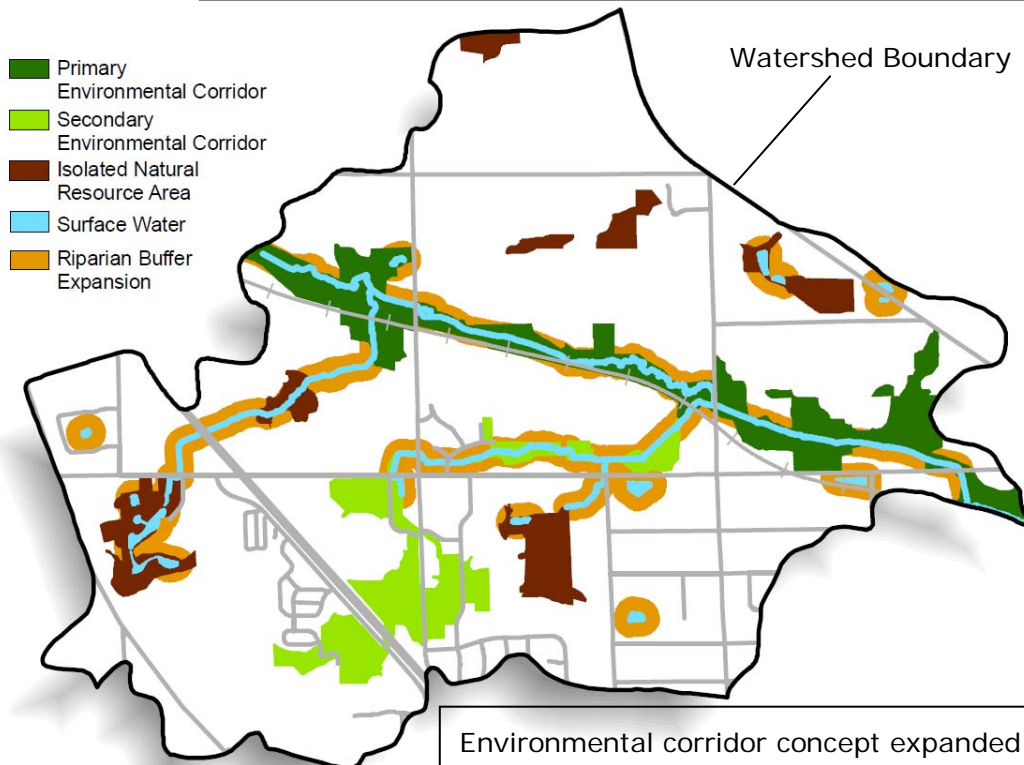 Watershed Boundary
Primary
Environmental Corridor
Secondary
Environmental Corridor
Isolated Natural
Resource Area
Surface Water
Riparian Buffer
Expansion
Environmental corridor concept expanded